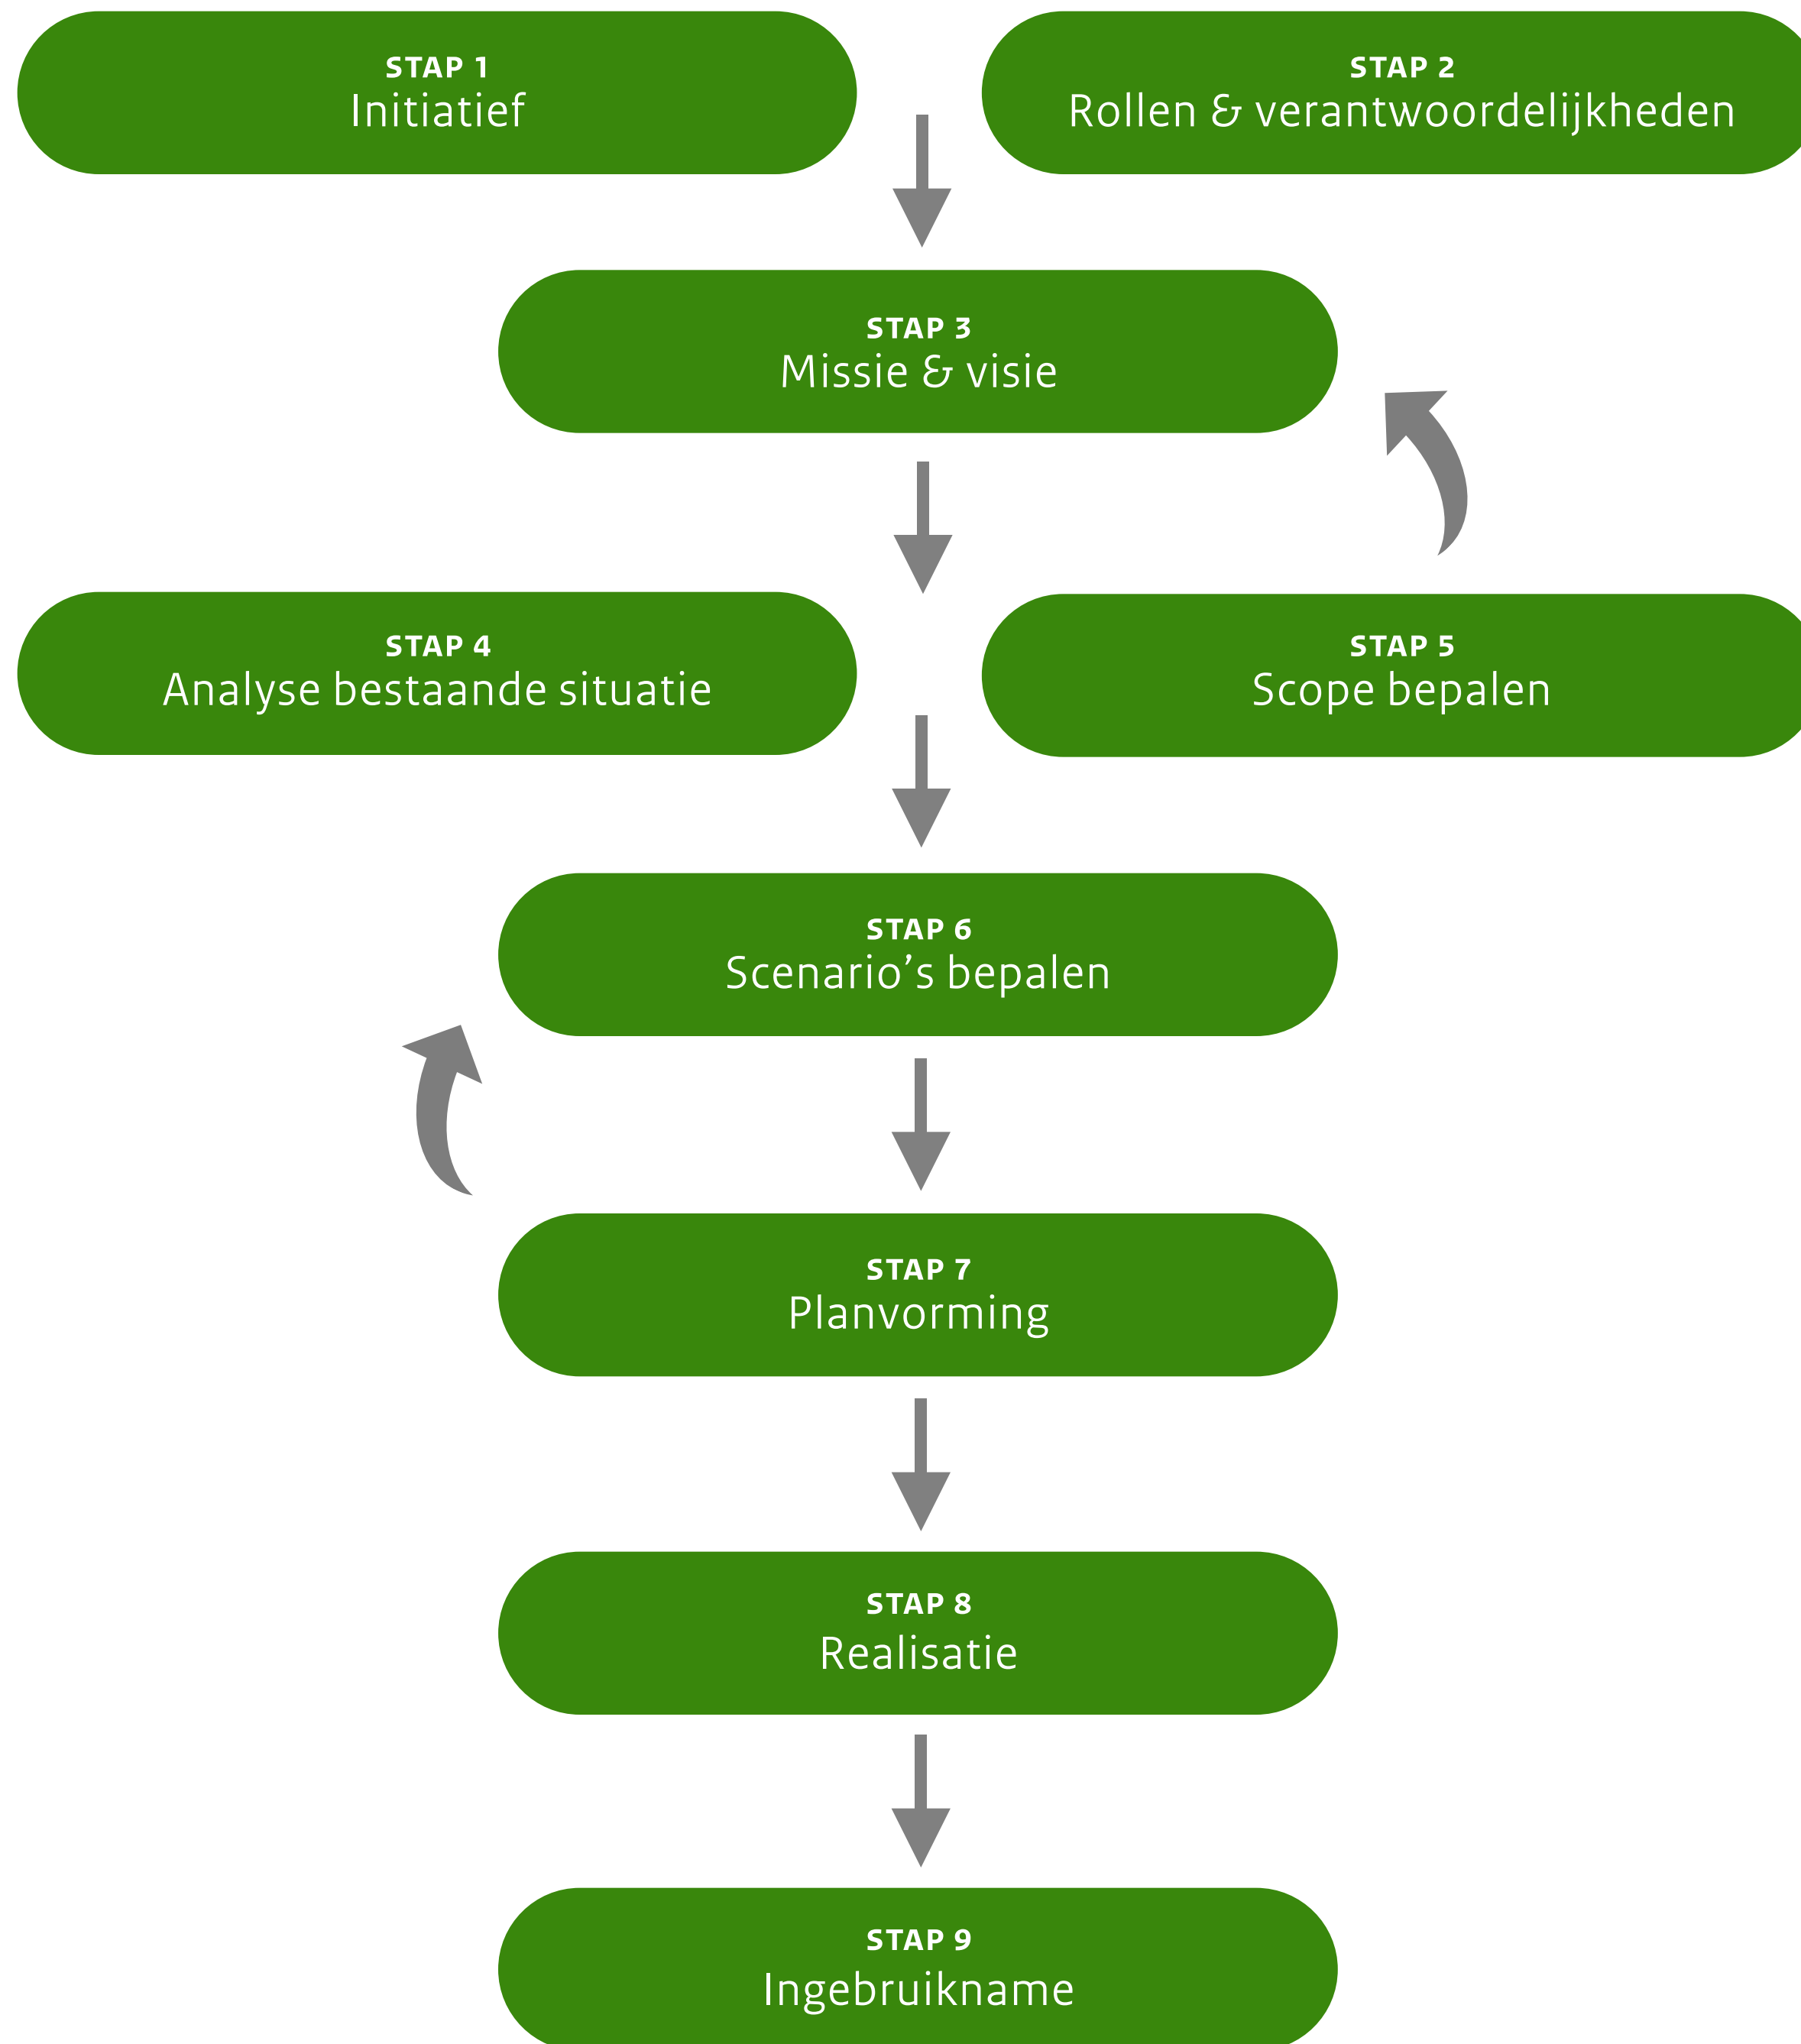 STAP 1
Initiatief
STAP 2
Rollen & verantwoordelijkheden
STAP 3
Missie & visie
STAP 4
Analyse bestaande situatie
STAP 5
Scope bepalen
STAP 6
Scenario’s bepalen
STAP 7
Planvorming
STAP 8
Realisatie
STAP 9
Ingebruikname